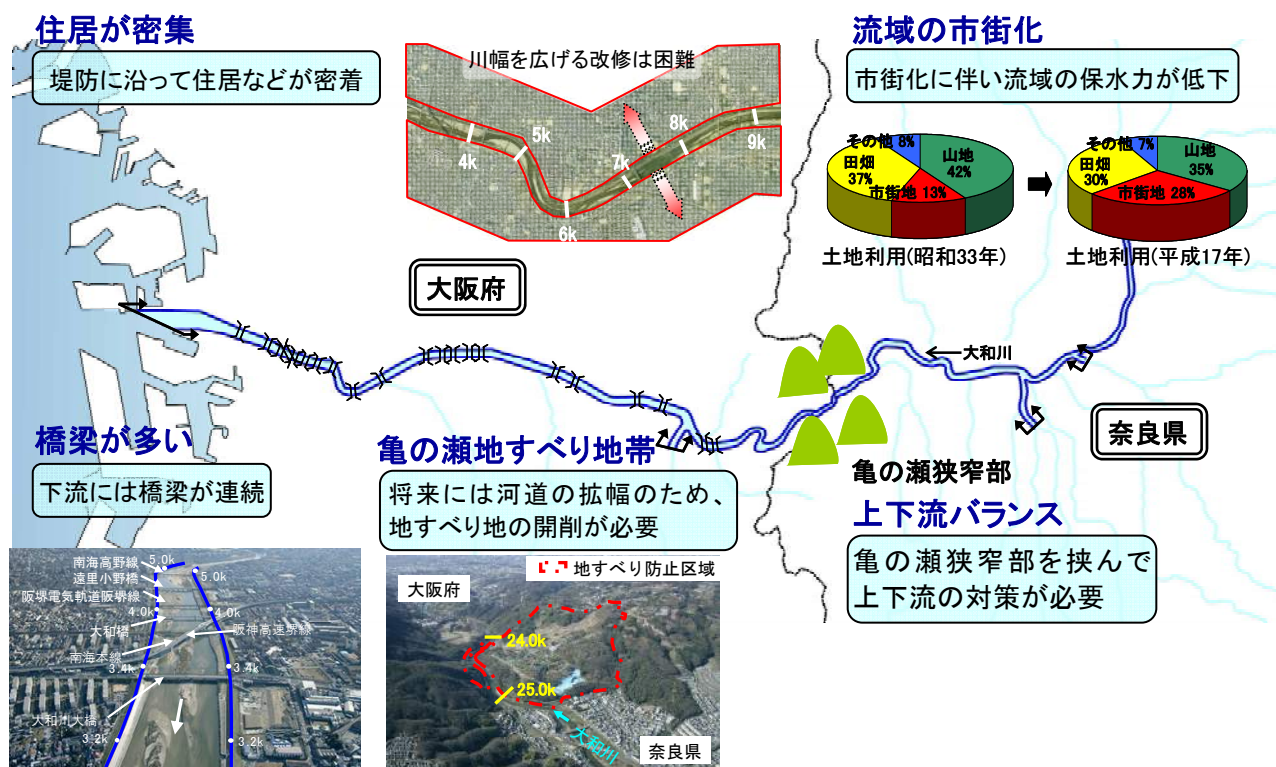 住居が密集
堤防に沿って住居などが密着
川幅を広げる改修は困難
4k
5k
6k
7k
8k
9k
流域の市街化
市街化に伴い流域の保水力が低下
その他 8%
山地
42%
田畑
37%
市街地 13%
土地利用(昭和33年)
その他 7%
山地
35%
田畑
30%
市街地 28%
土地利用(平成17年)
大阪府
大和川
奈良県
橋梁が多い
下流には橋梁が連続
南海高野線
5.0k
遠里小野橋
5.0k
阪堺電気軌道阪堺線
4.0k
4.0k
大和橋
阪神高速堺線
南海本線
3.4k
3.4k
大和川大橋
3.2k
3.2k
亀の瀬地すべり地帯
将来には河道の拡幅のため、
地すべり地の開削が必要
地すべり防止区域
大阪府
24.0k
25.0k
大和川
奈良県
亀の瀬狭窄部
上下流バランス
亀の瀬狭窄部を挟んで
上下流の対策が必要